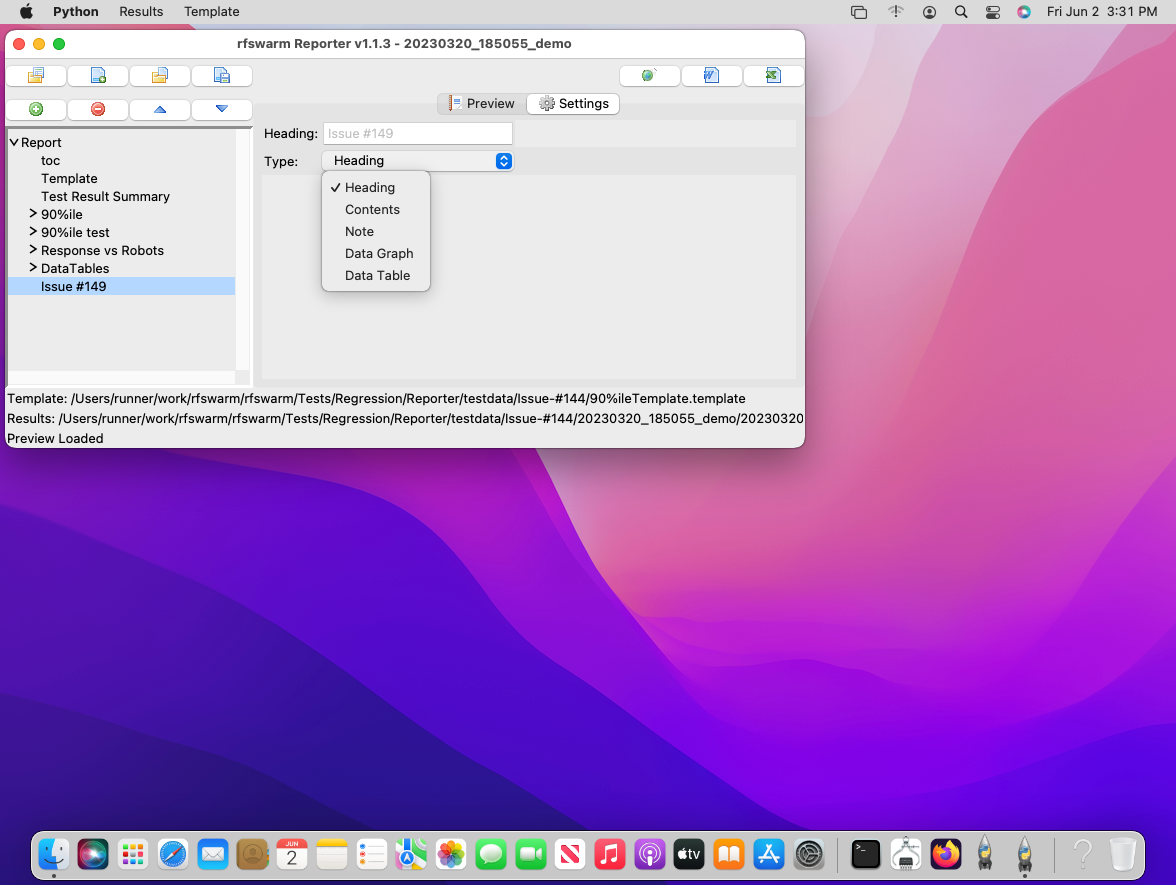 Python Results Template Fri Jun 2 3:31 PM
rfswarm Reporter v1.1.3 - 20230320_185055_demo
Preview Settings
Report
toc
Template
Test Result Summary
90%ile
90%ile test
Response vs Robots
DataTables
Issue #149
Heading: Issue #149
Type: Heading
Heading
Contents
Note
Data Graph
Data Table
Template: /Users/runner/work/rfswarm/rfswarm/Tests/Regression/Reporter/testdata/Issue-#144/90%ileTemplate.template
Results: /Users/runner/work/rfswarm/rfswarm/Tests/Regression/Reporter/testdata/Issue-#144/20230320_185055_demo/20230320
Preview Loaded
JUN
2
tv